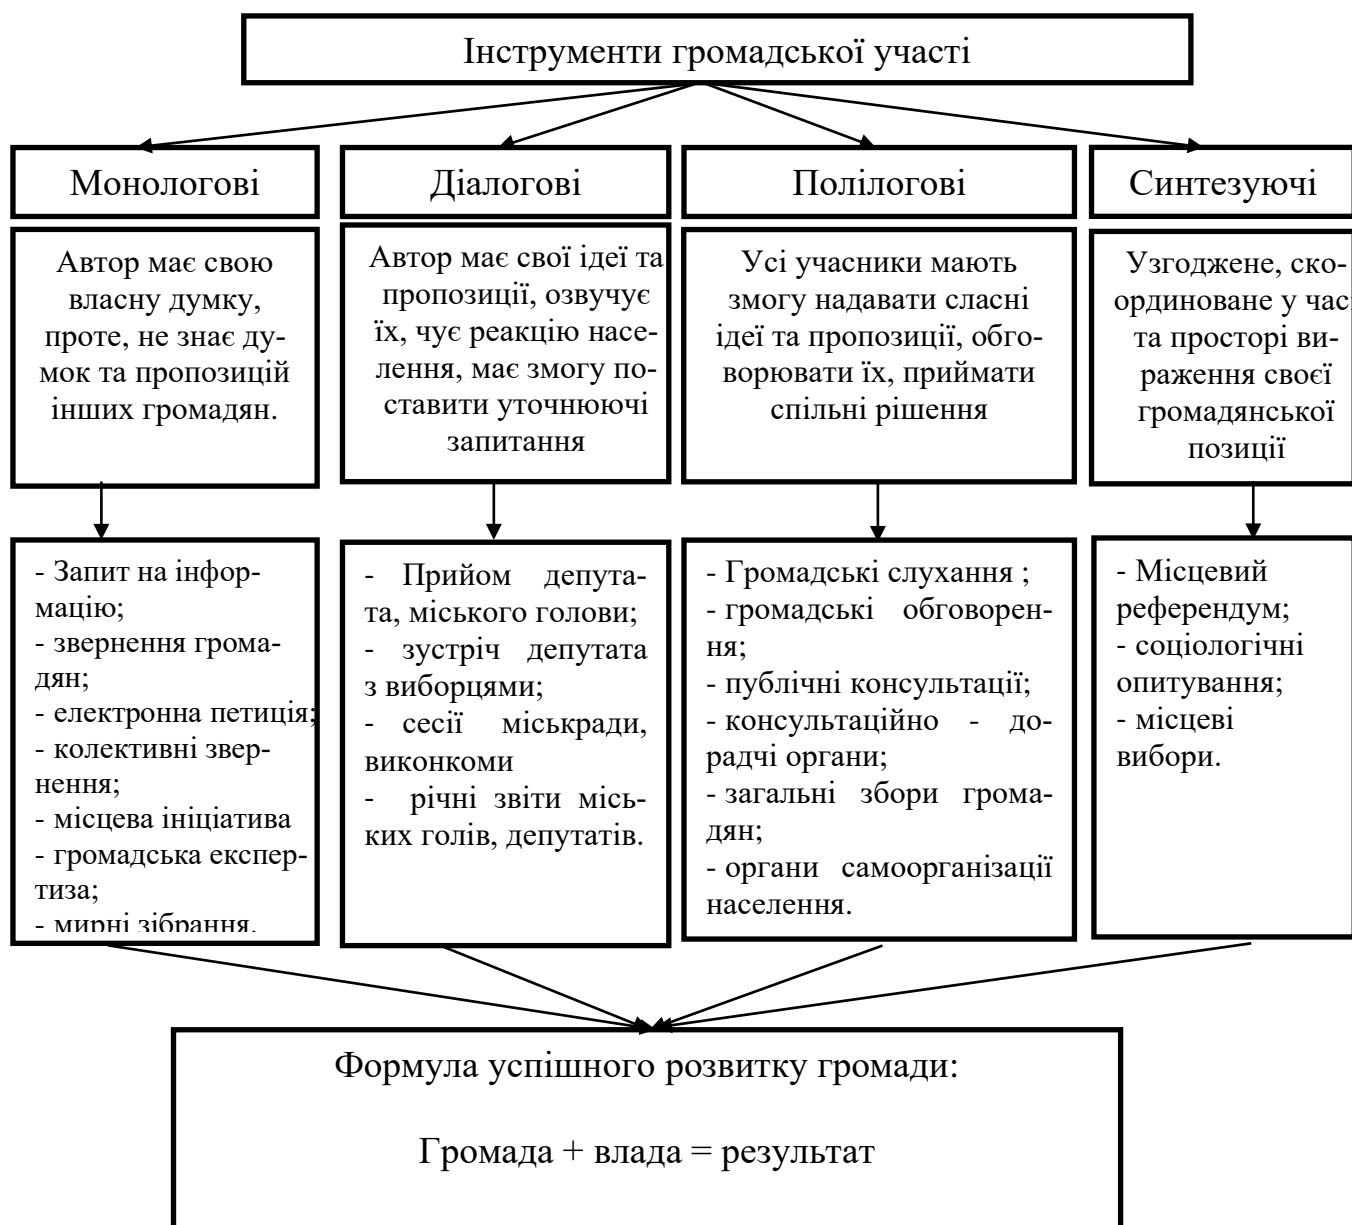 Інструменти громадської участі
Монологові
Діалогові
Полілогові
Синтезуючі
Автор має свою
власну думку,
проте, не знає ду-
мок та пропозицій
інших громадян.
Автор має свої ідеї та
пропозиції, озвучує
їх, чує реакцію насе-
лення, має змогу по-
ставити уточнюючі
запитання
Усі учасники мають
змогу надавати сласні
ідеї та пропозиції, обго-
ворювати їх, приймати
спільні рішення
Узгоджене, ско-
ординоване у часі
та просторі ви-
раження своєї
громадянської
позиції
- Запит на інфор-
мацію;
- звернення грома-
дян;
- електронна петиція;
- колективні звер-
нення;
- місцева ініціатива
- громадська експер-
тиза;
- мирні зібрання.
- Прийом депута-
та, міського голови;
- зустріч депутата
з виборцями;
- сесії міськради,
виконкоми
- річні звіти місь-
ких голів, депутатів.
- Громадські слухання ;
- громадські обговорен-
ня;
- публічні консультації;
- консультаційно - до-
радчі органи;
- загальні збори грома-
дян;
- органи самоорганізації
населення.
- Місцевий
референдум;
- соціологічні
опитування;
- місцеві
вибори.
Формула успішного розвитку громади:
Громада + влада = результат